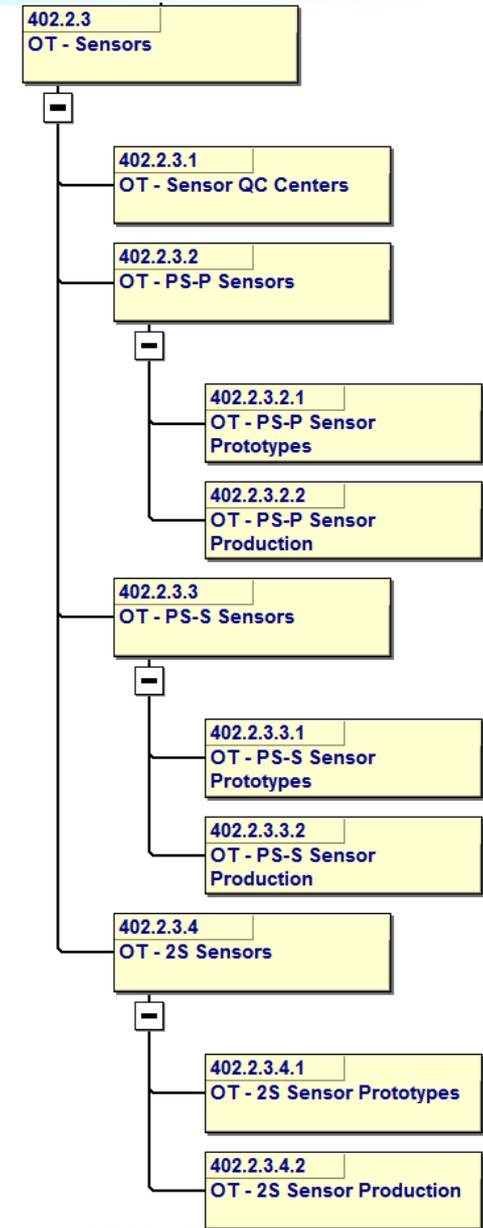 402.2.3
OT - Sensors
402.2.3.1
OT - Sensor QC Centers
402.2.3.2
OT - PS-P Sensors
402.2.3.2.1
OT - PS-P Sensor
Prototypes
402.2.3.2.2
OT - PS-P Sensor
Production
402.2.3.3
OT - PS-S Sensors
402.2.3.3.1
OT - PS-S Sensor
Prototypes
402.2.3.3.2
OT - PS-S Sensor
Production
402.2.3.4
OT - 2S Sensors
402.2.3.4.1
OT - 2S Sensor Prototypes
402.2.3.4.2
OT - 2S Sensor Production